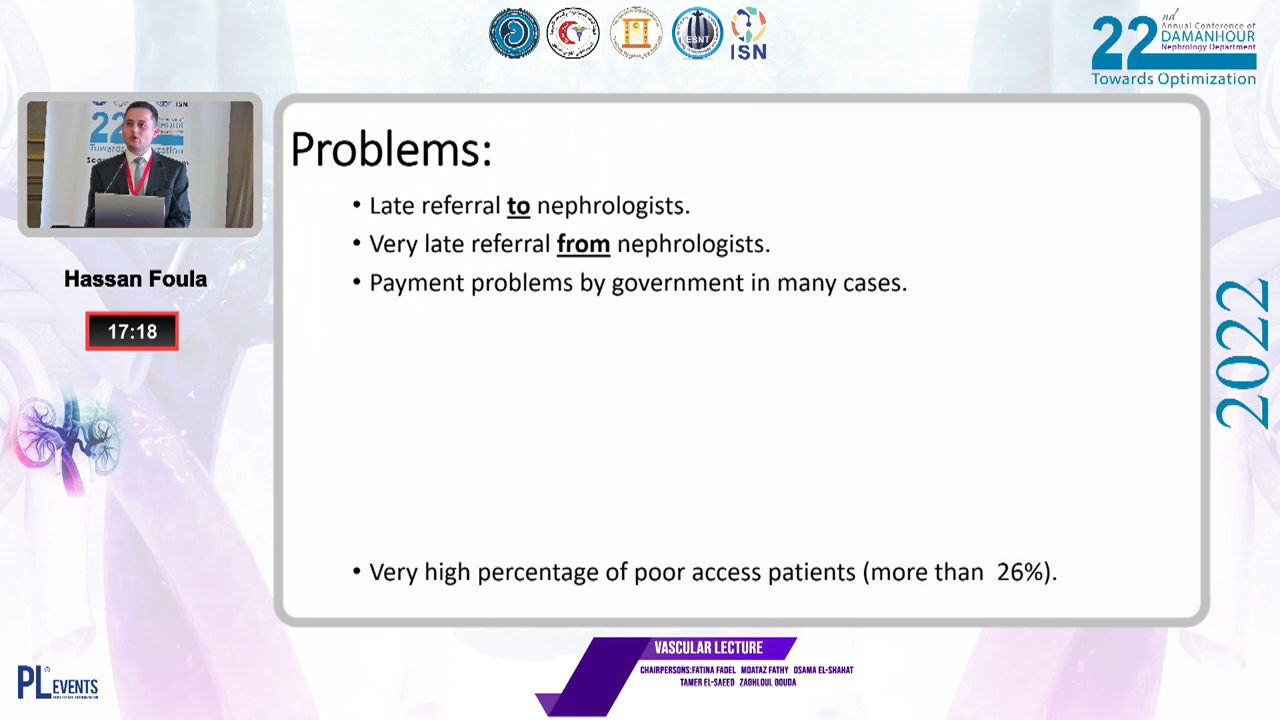 ESNT
ISN
22
nd
Annual Conference of
DAMANHOUR
Nephrology Department
Towards Optimization
22
Hassan Foula
17:18
Problems:
• Late referral to nephrologists.
• Very late referral from nephrologists.
• Payment problems by government in many cases.
• Very high percentage of poor access patients (more than 26%).
2022
PL EVENTS
VASCULAR LECTURE
CHAIRPERSONS:FATINA FADEL MOATAZ FATHY OSAMA EL-SHAHAT
TAMER EL-SAEED ZAGHLOUL GOUDA